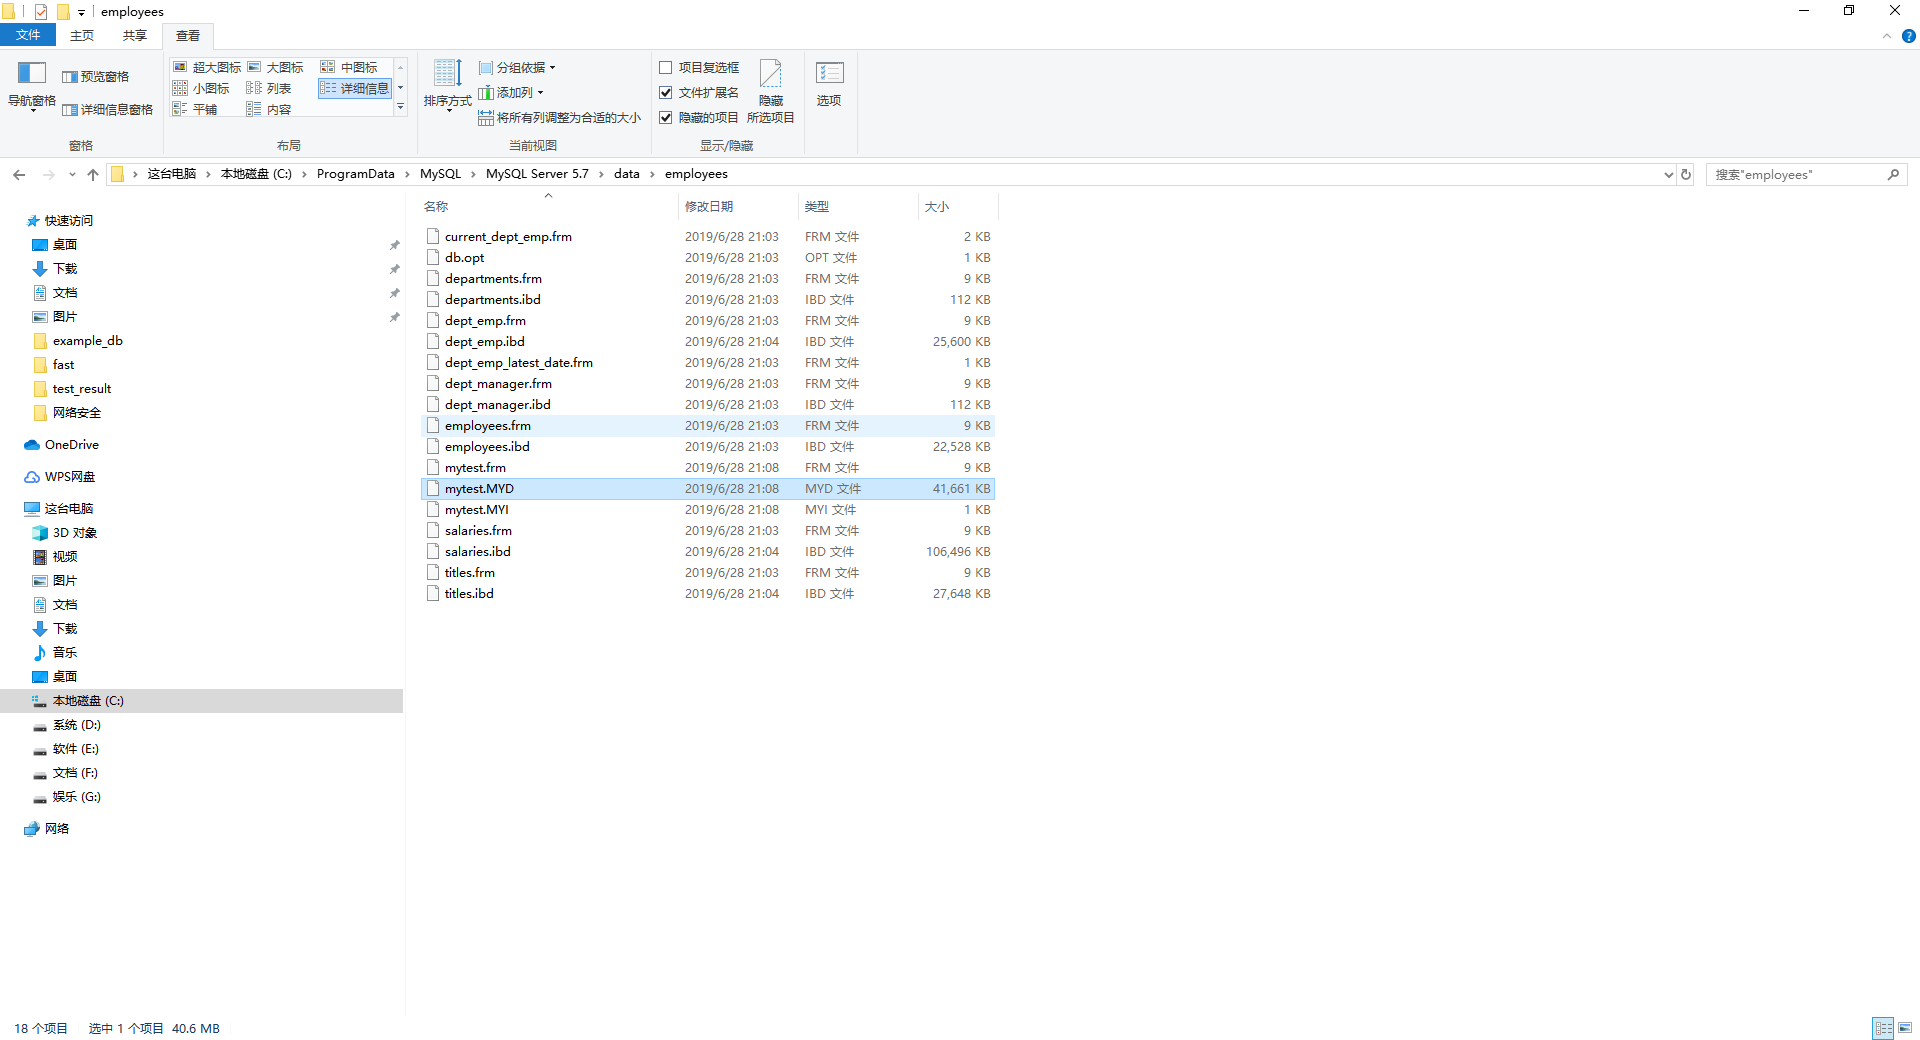 employees
文件 主页 共享 查看
导航窗格
预览窗格
详细信息窗格
窗格
超大图标 大图标 中图标
小图标 列表 详细信息
平铺 内容
布局
排序方式
分组依据
添加列
将所有列调整为合适的大小
当前视图
项目复选框
文件扩展名
隐藏的项目
隐藏
所选项目
显示/隐藏
选项
这台电脑 本地磁盘 (C:) ProgramData MySQL MySQL Server 5.7 data employees
搜索"employees"
快速访问
桌面
下载
文档
图片
example_db
fast
test_result
网络安全
OneDrive
WPS网盘
这台电脑
3D 对象
视频
图片
文档
下载
音乐
桌面
本地磁盘 (C:)
系统 (D:)
软件 (E:)
文档 (F:)
娱乐 (G:)
网络
名称 修改日期 类型 大小
current_dept_emp.frm 2019/6/28 21:03 FRM 文件 2 KB
db.opt 2019/6/28 21:03 OPT 文件 1 KB
departments.frm 2019/6/28 21:03 FRM 文件 9 KB
departments.ibd 2019/6/28 21:03 IBD 文件 112 KB
dept_emp.frm 2019/6/28 21:03 FRM 文件 9 KB
dept_emp.ibd 2019/6/28 21:04 IBD 文件 25,600 KB
dept_emp_latest_date.frm 2019/6/28 21:03 FRM 文件 1 KB
dept_manager.frm 2019/6/28 21:03 FRM 文件 9 KB
dept_manager.ibd 2019/6/28 21:03 IBD 文件 112 KB
employees.frm 2019/6/28 21:03 FRM 文件 9 KB
employees.ibd 2019/6/28 21:03 IBD 文件 22,528 KB
mytest.frm 2019/6/28 21:08 FRM 文件 9 KB
mytest.MYD 2019/6/28 21:08 MYD 文件 41,661 KB
mytest.MYI 2019/6/28 21:08 MYI 文件 1 KB
salaries.frm 2019/6/28 21:03 FRM 文件 9 KB
salaries.ibd 2019/6/28 21:04 IBD 文件 106,496 KB
titles.frm 2019/6/28 21:03 FRM 文件 9 KB
titles.ibd 2019/6/28 21:04 IBD 文件 27,648 KB
18 个项目 选中 1 个项目 40.6 MB